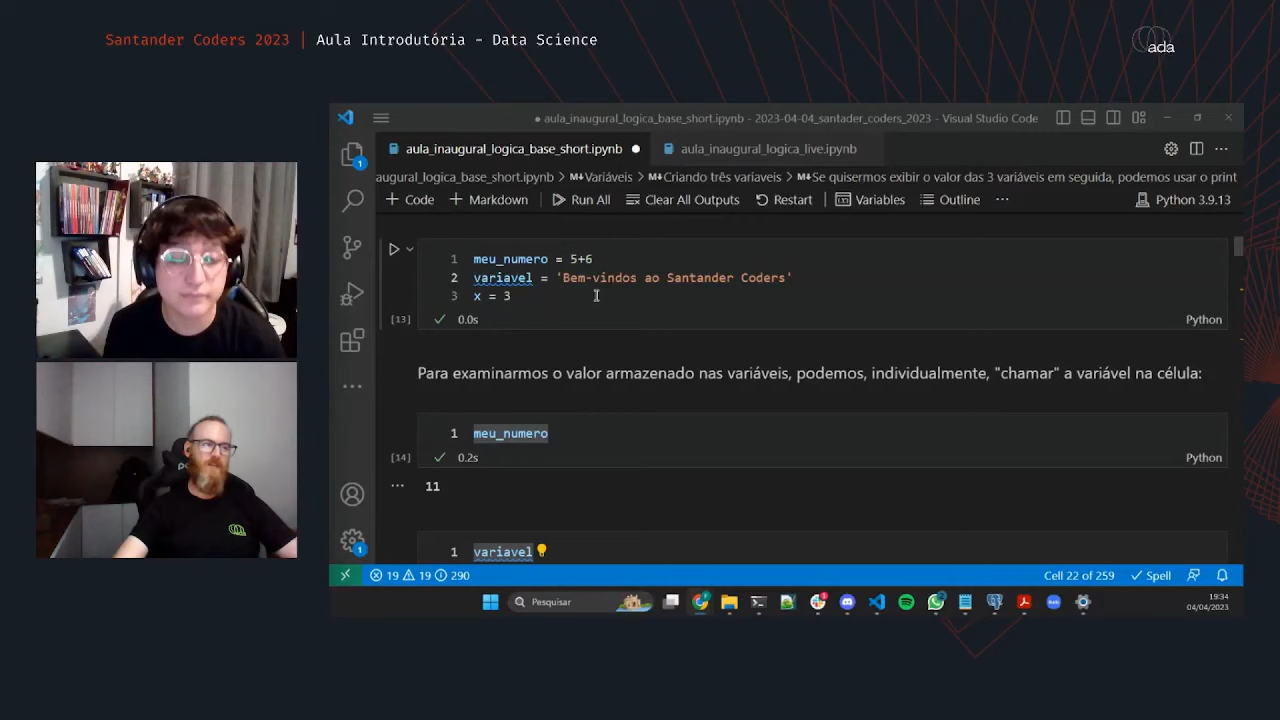 Santander Coders 2023 | Aula Introdutória - Data Science
ada
● aula_inaugural_logica_base_short.ipynb - 2023-04-04_santader_coders_2023 - Visual Studio Code
aula_inaugural_logica_base_short.ipynb ●
aula_inaugural_logica_live.ipynb
augural_logica_base_short.ipynb > M↓Variáveis > M↓Criando três variaveis > M↓Se quisermos exibir o valor das 3 variáveis em seguida, podemos usar o print
+ Code + Markdown | Run All Clear All Outputs Restart | Variables Outline ··· Python 3.9.13
1 meu_numero = 5+6
2 variavel = 'Bem-vindos ao Santander Coders'
3 x = 3
[13] ✓ 0.0s Python
Para examinarmos o valor armazenado nas variáveis, podemos, individualmente, "chamar" a variável na célula:
1 meu_numero
[14] ✓ 0.2s Python
··· 11
1 variavel
19 19 290 Cell 22 of 259 Spell
Pesquisar
19:34
04/04/2023